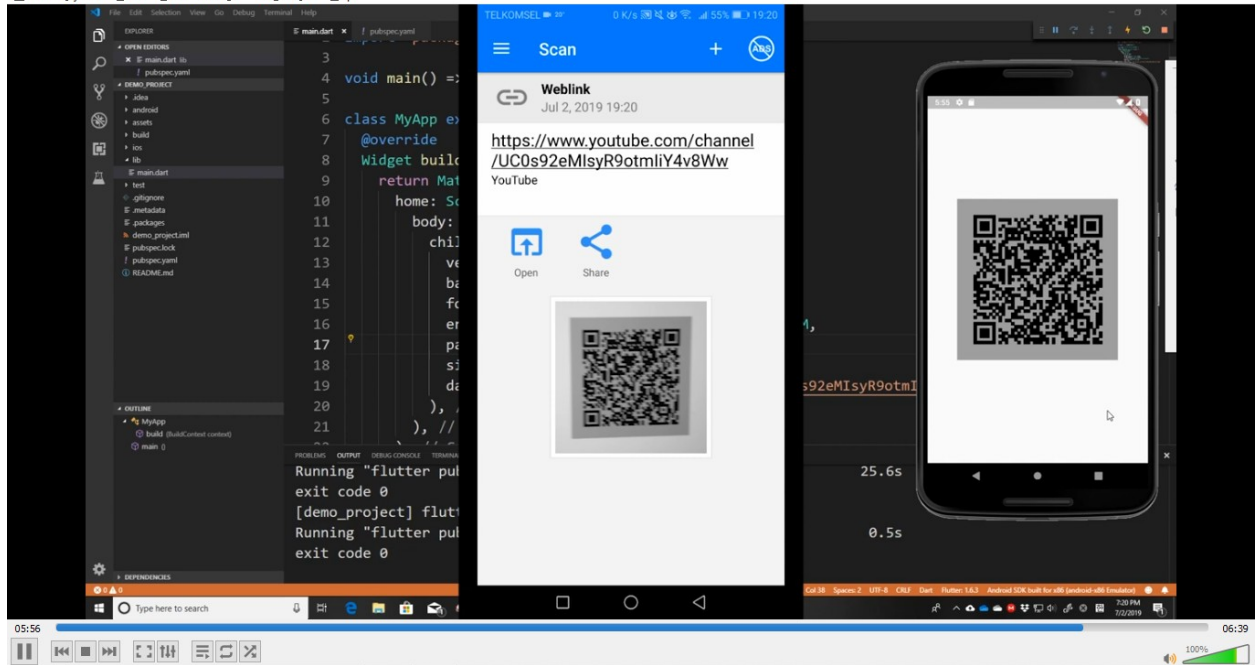 File Edit Selection View Go Debug Terminal Help
EXPLORER
OPEN EDITORS
main.dart lib
pubspec.yaml
DEMO_PROJECT
.idea
android
assets
build
ios
lib
main.dart
test
.gitignore
.metadata
.packages
demo_project.iml
pubspec.lock
pubspec.yaml
README.md
OUTLINE
MyApp
build (BuildContext context)
main ()
DEPENDENCIES
main.dart
pubspec.yaml
3
4 void main() =>
5
6 class MyApp ex
7 @override
8 Widget build
9 return Mat
10 home: Sc
11 body:
12 chil
13 ve
14 ba
15 fo
16 er
17 pa
18 si
19 da
20 ), /
21 ), //
M,
s92eMIsyR9otmI
PROBLEMS OUTPUT DEBUG CONSOLE TERMINA
Running "flutter pub
25.6s
exit code 0
[demo_project] flutt
Running "flutter pub
0.5s
exit code 0
TELKOMSEL 0 K/s 55% 19:20
Scan
ADS
Weblink
Jul 2, 2019 19:20
https://www.youtube.com/channel
/UC0s92eMIsyR9otmIiY4v8Ww
YouTube
Open
Share
5:55
Col 38 Spaces: 2 UTF-8 CRLF Dart Flutter: 1.6.3 Android SDK built for x86 (android-x86 Emulator)
Type here to search
7:20 PM
7/2/2019
05:56
06:39
100%